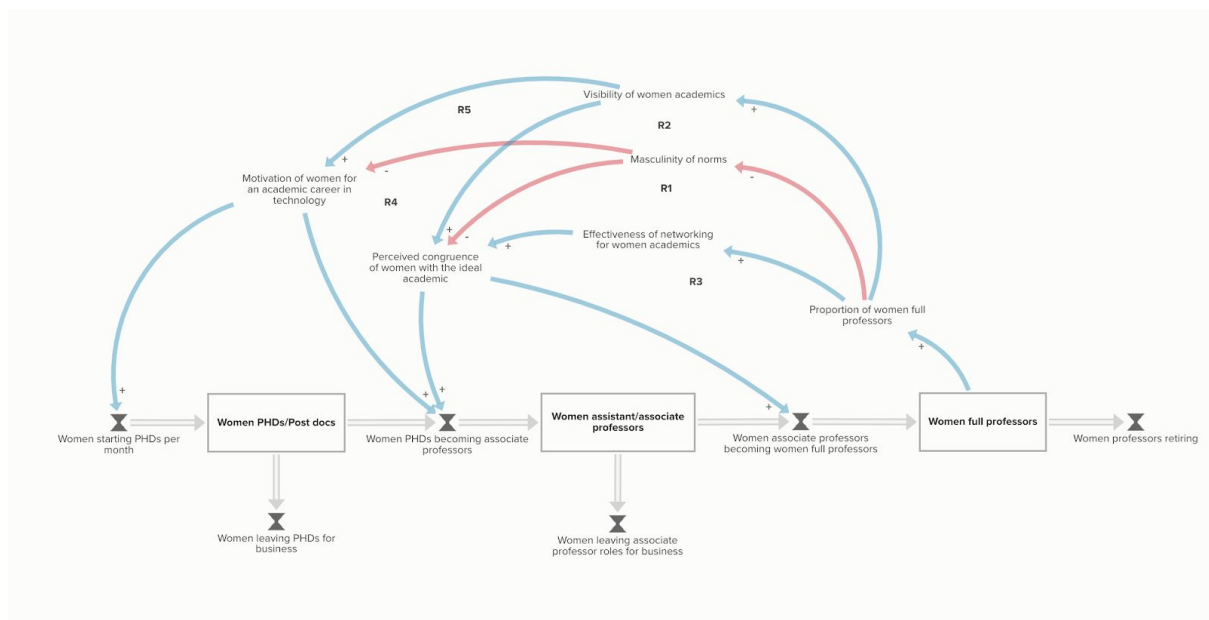 Visibility of women academics
+
R5
R2
Masculinity of norms
+
-
-
R1
Motivation of women for
an academic career in
technology
R4
+
-
Effectiveness of networking
for women academics
+
+
Perceived congruence
of women with the ideal
academic
R3
Proportion of women full
professors
+
+
+
+
+
Women PHDs/Post docs
Women assistant/associate
professors
Women full professors
Women starting PHDs per
month
Women PHDs becoming associate
professors
Women associate professors
becoming women full professors
Women professors retiring
Women leaving PHDs for
business
Women leaving associate
professor roles for business